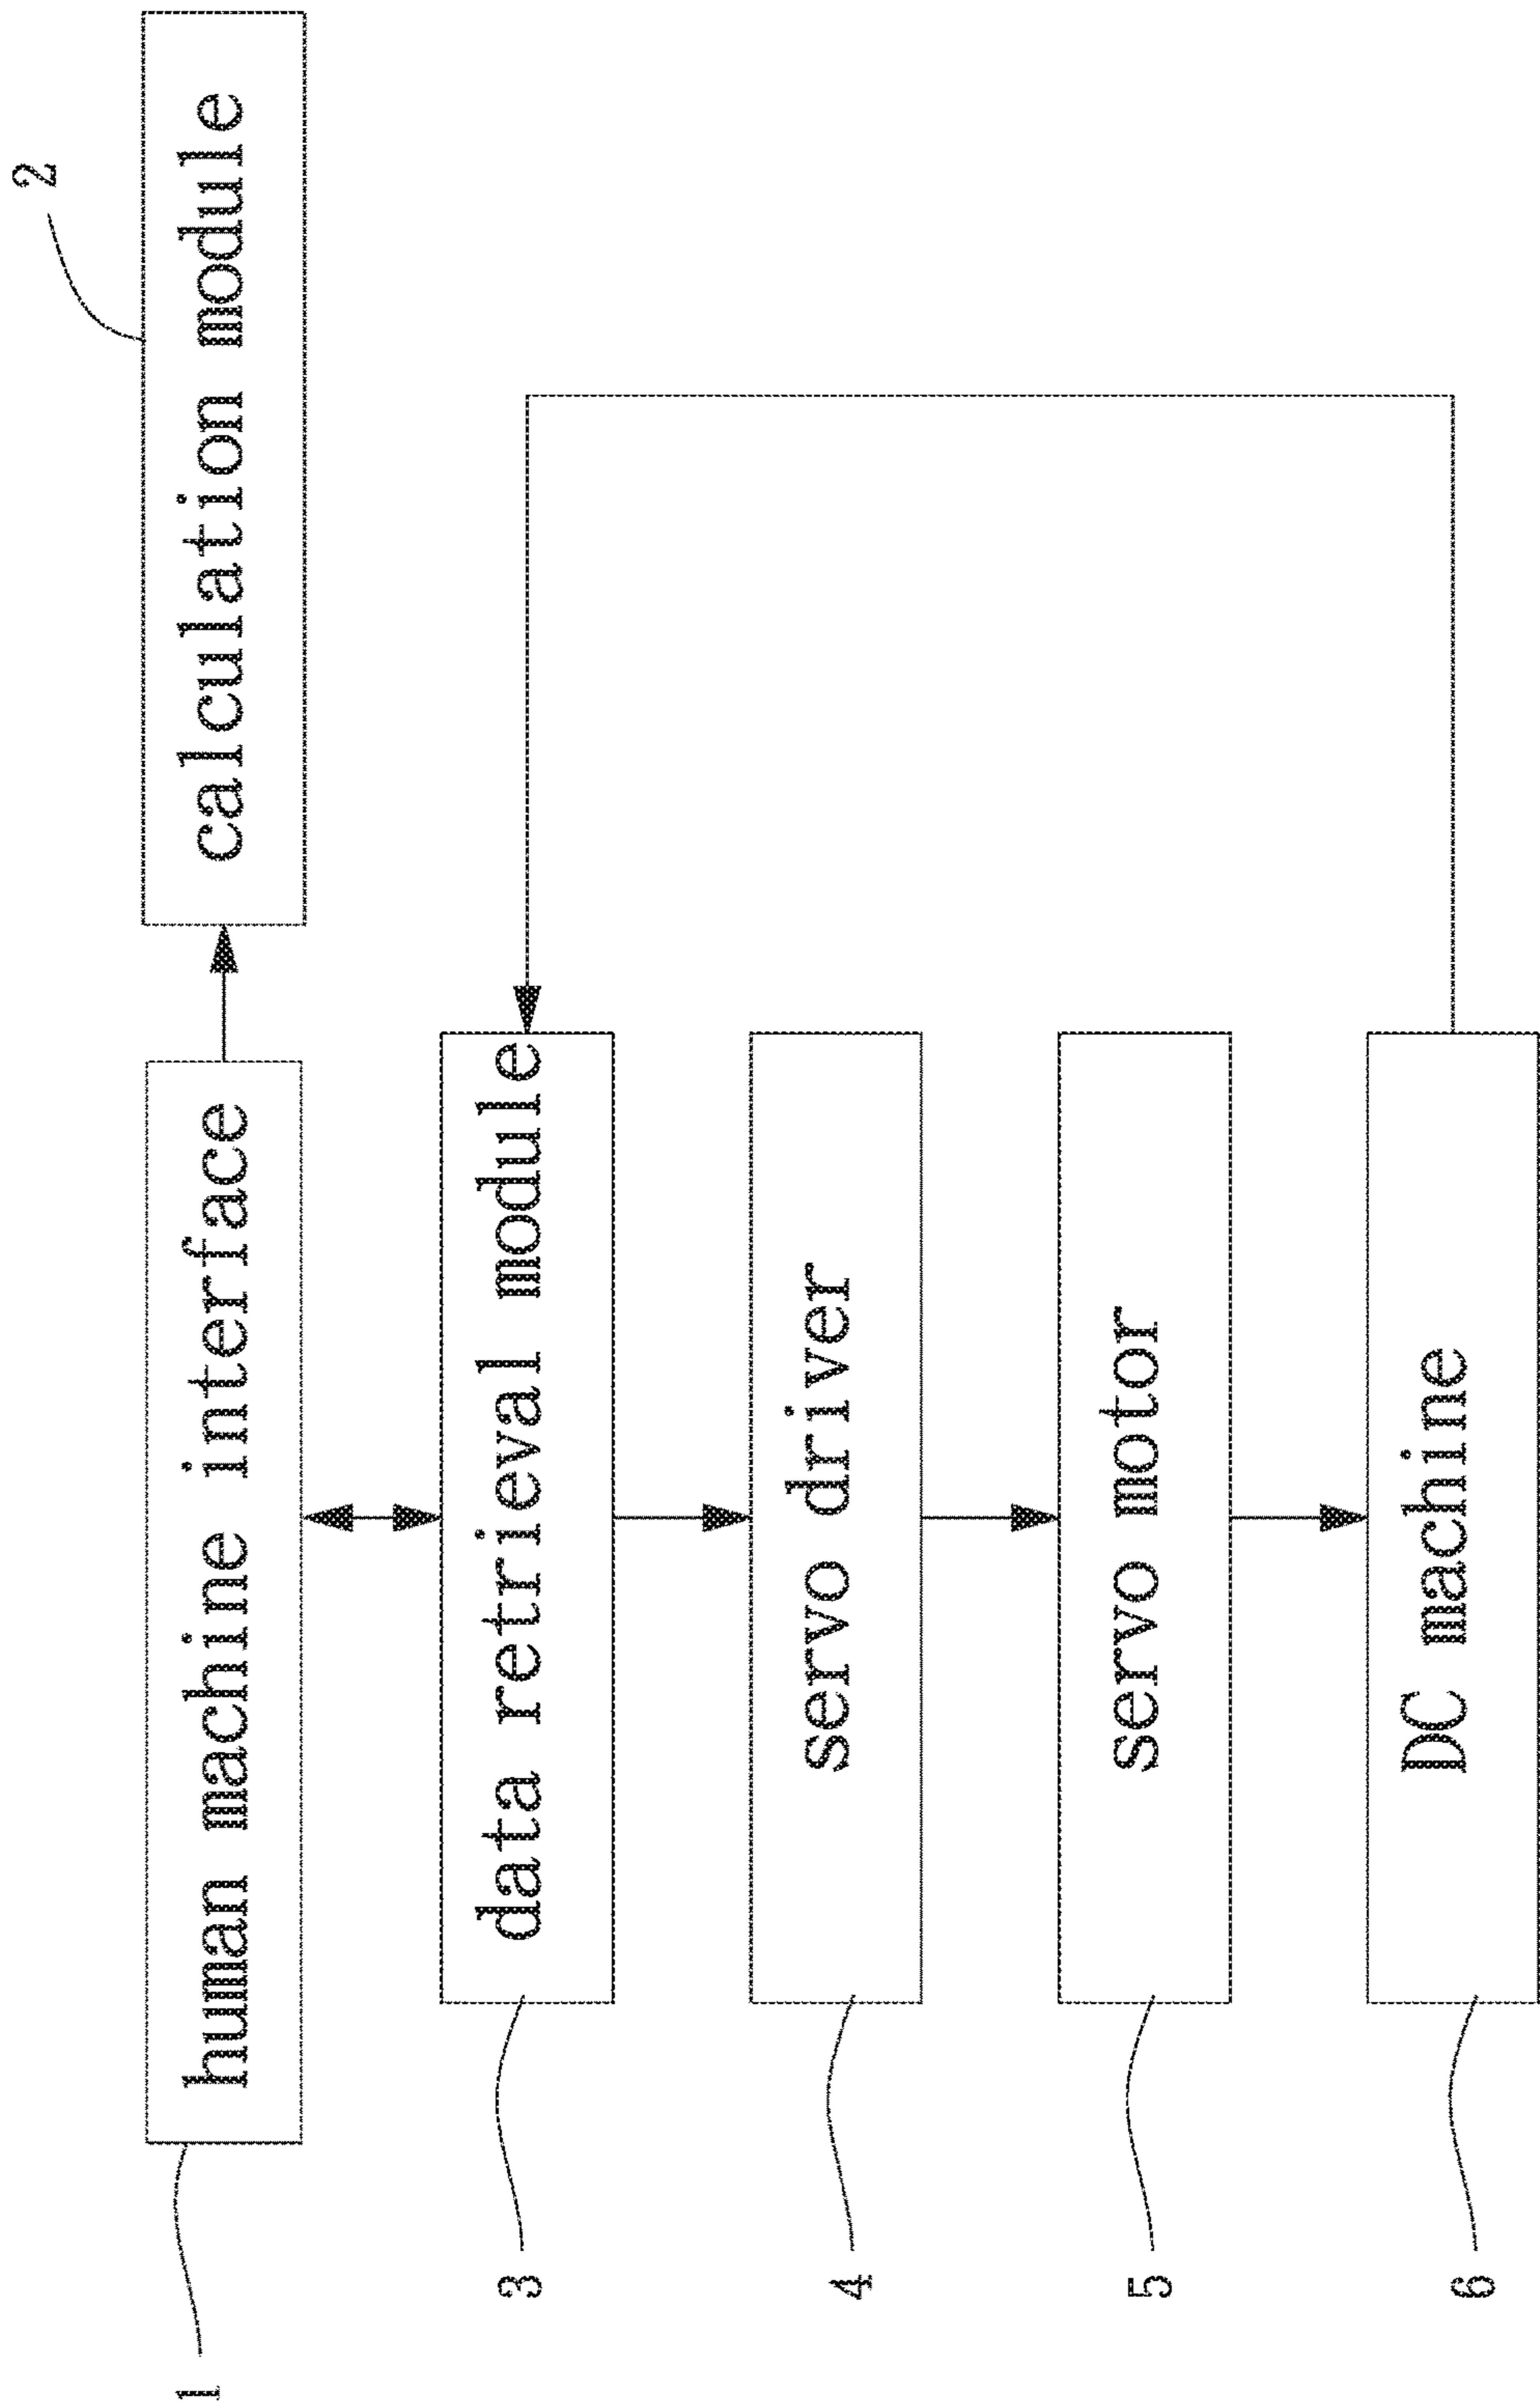 1
human machine interface
calculation module
2
3
data retrieval module
4
servo driver
5
servo motor
6
DC machine